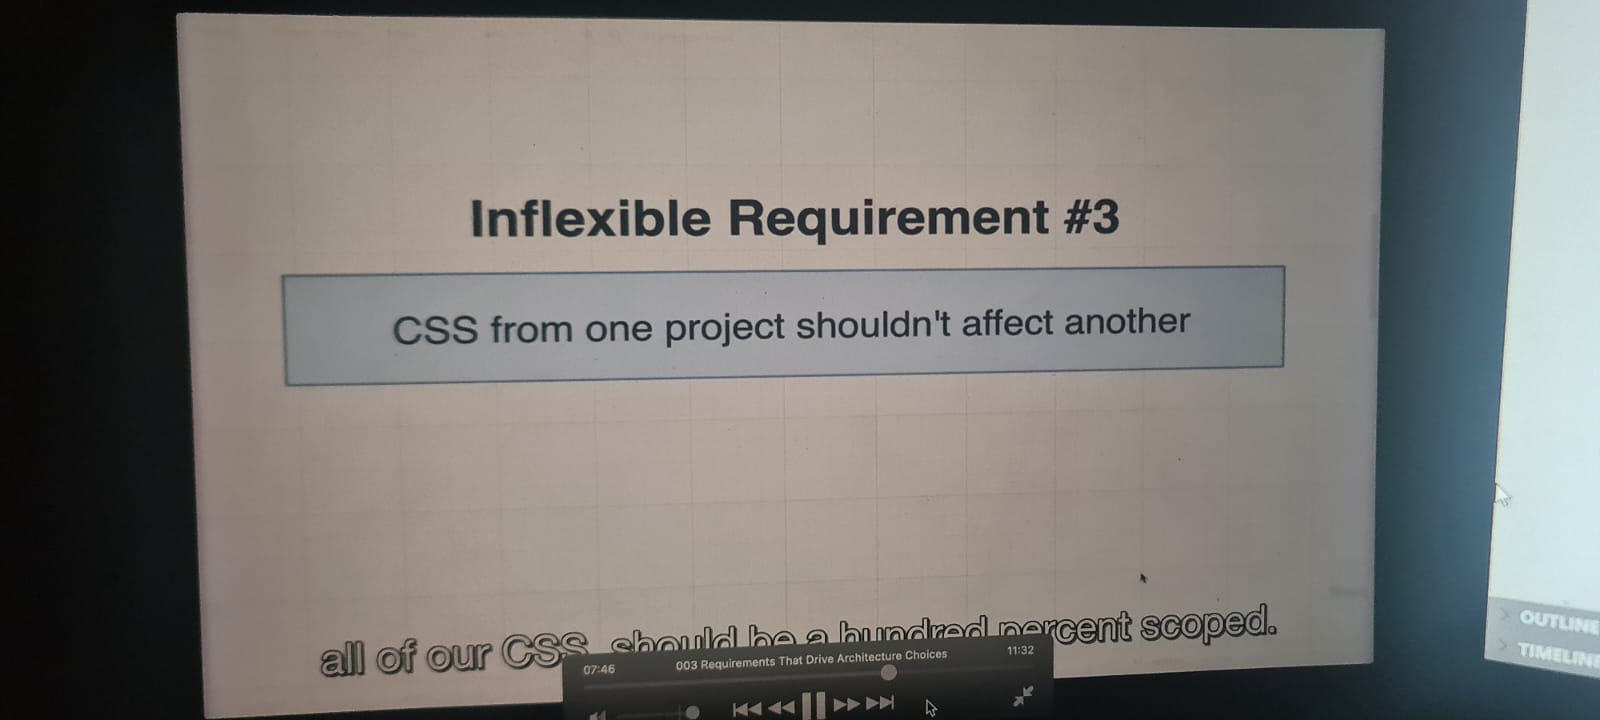 Inflexible Requirement #3
CSS from one project shouldn't affect another
all of our CSS, should be a hundred percent scoped.
07:46
003 Requirements That Drive Architecture Choices
11:32
OUTLINE
TIMELINE